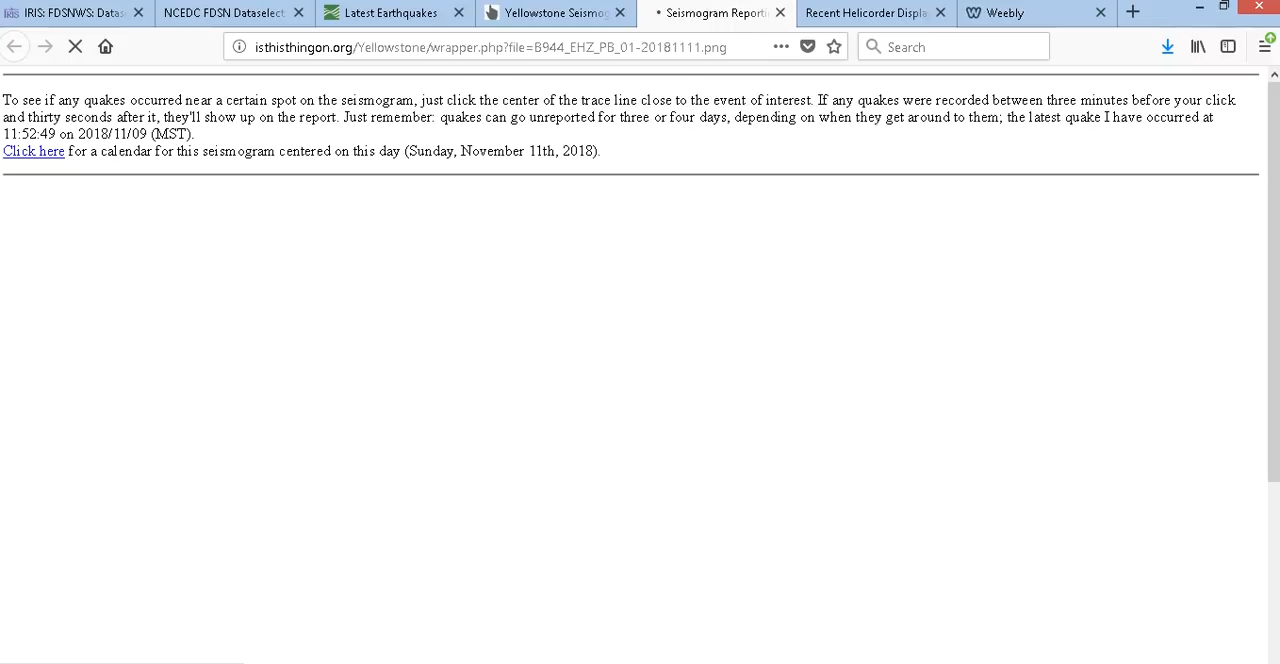 IRIS: FDSNWS: Datas
NCEDC FDSN Dataselect
Latest Earthquakes
Yellowstone Seismog
Seismogram Reporti
Recent Helicorder Displa
Weebly
isthisthingon.org/Yellowstone/wrapper.php?file=B944_EHZ_PB_01-20181111.png
Search
To see if any quakes occurred near a certain spot on the seismogram, just click the center of the trace line close to the event of interest. If any quakes were recorded between three minutes before your click
and thirty seconds after it, they'll show up on the report. Just remember: quakes can go unreported for three or four days, depending on when they get around to them; the latest quake I have occurred at
11:52:49 on 2018/11/09 (MST).
Click here for a calendar for this seismogram centered on this day (Sunday, November 11th, 2018).